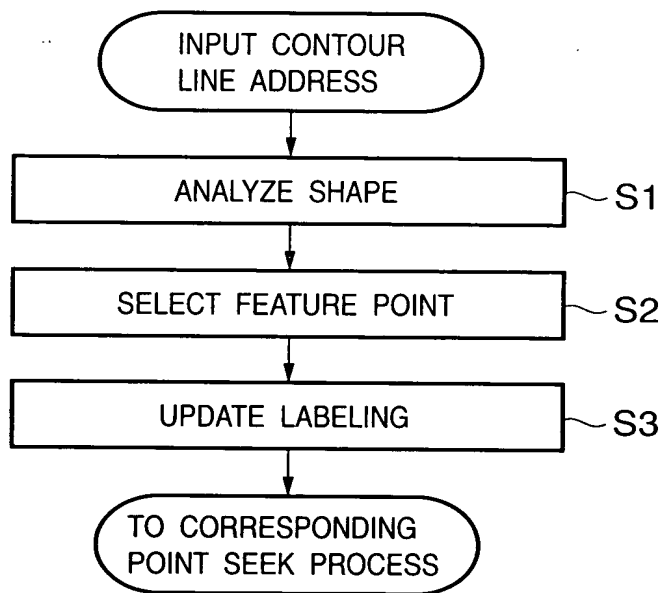 INPUT CONTOUR
LINE ADDRESS
ANALYZE SHAPE
S1
SELECT FEATURE POINT
S2
UPDATE LABELING
S3
TO CORRESPONDING
POINT SEEK PROCESS